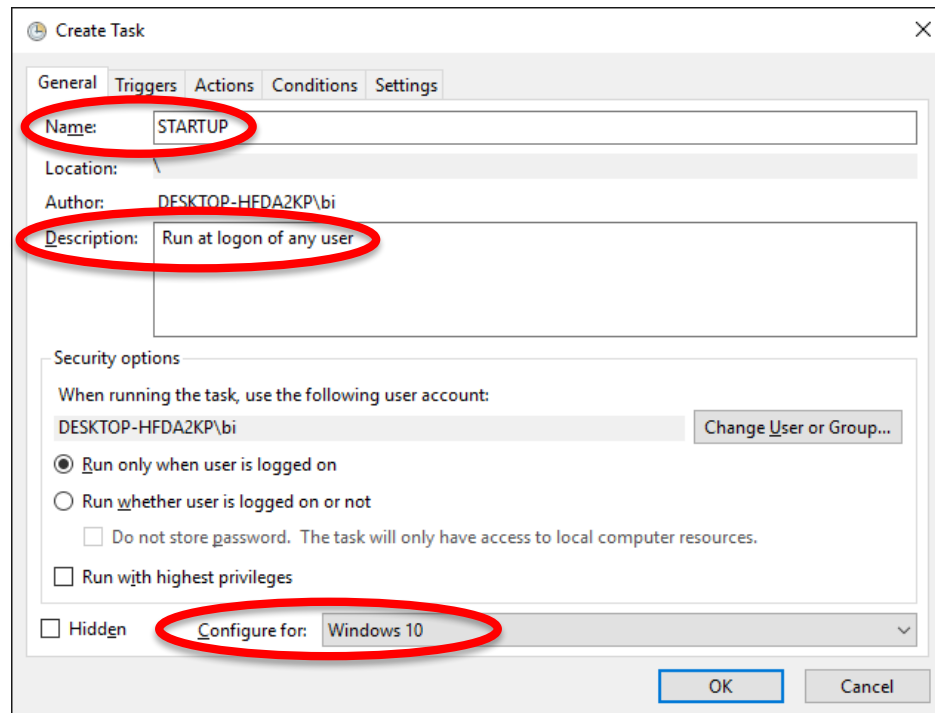 Create Task
General Triggers Actions Conditions Settings
Name: STARTUP
Location: \
Author: DESKTOP-HFDA2KP\bi
Description: Run at logon of any user
Security options
When running the task, use the following user account:
DESKTOP-HFDA2KP\bi Change User or Group...
Run only when user is logged on
Run whether user is logged on or not
Do not store password. The task will only have access to local computer resources.
Run with highest privileges
Hidden Configure for: Windows 10
OK Cancel